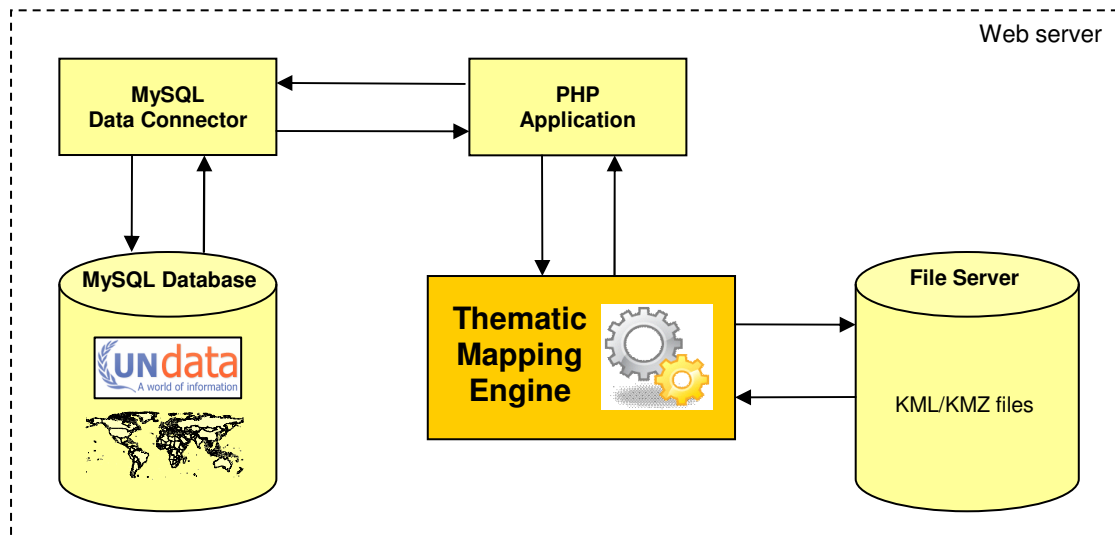 Web server
MySQL
Data Connector
PHP
Application
MySQL Database
UNdata
A world of information
Thematic
Mapping
Engine
File Server
KML/KMZ files